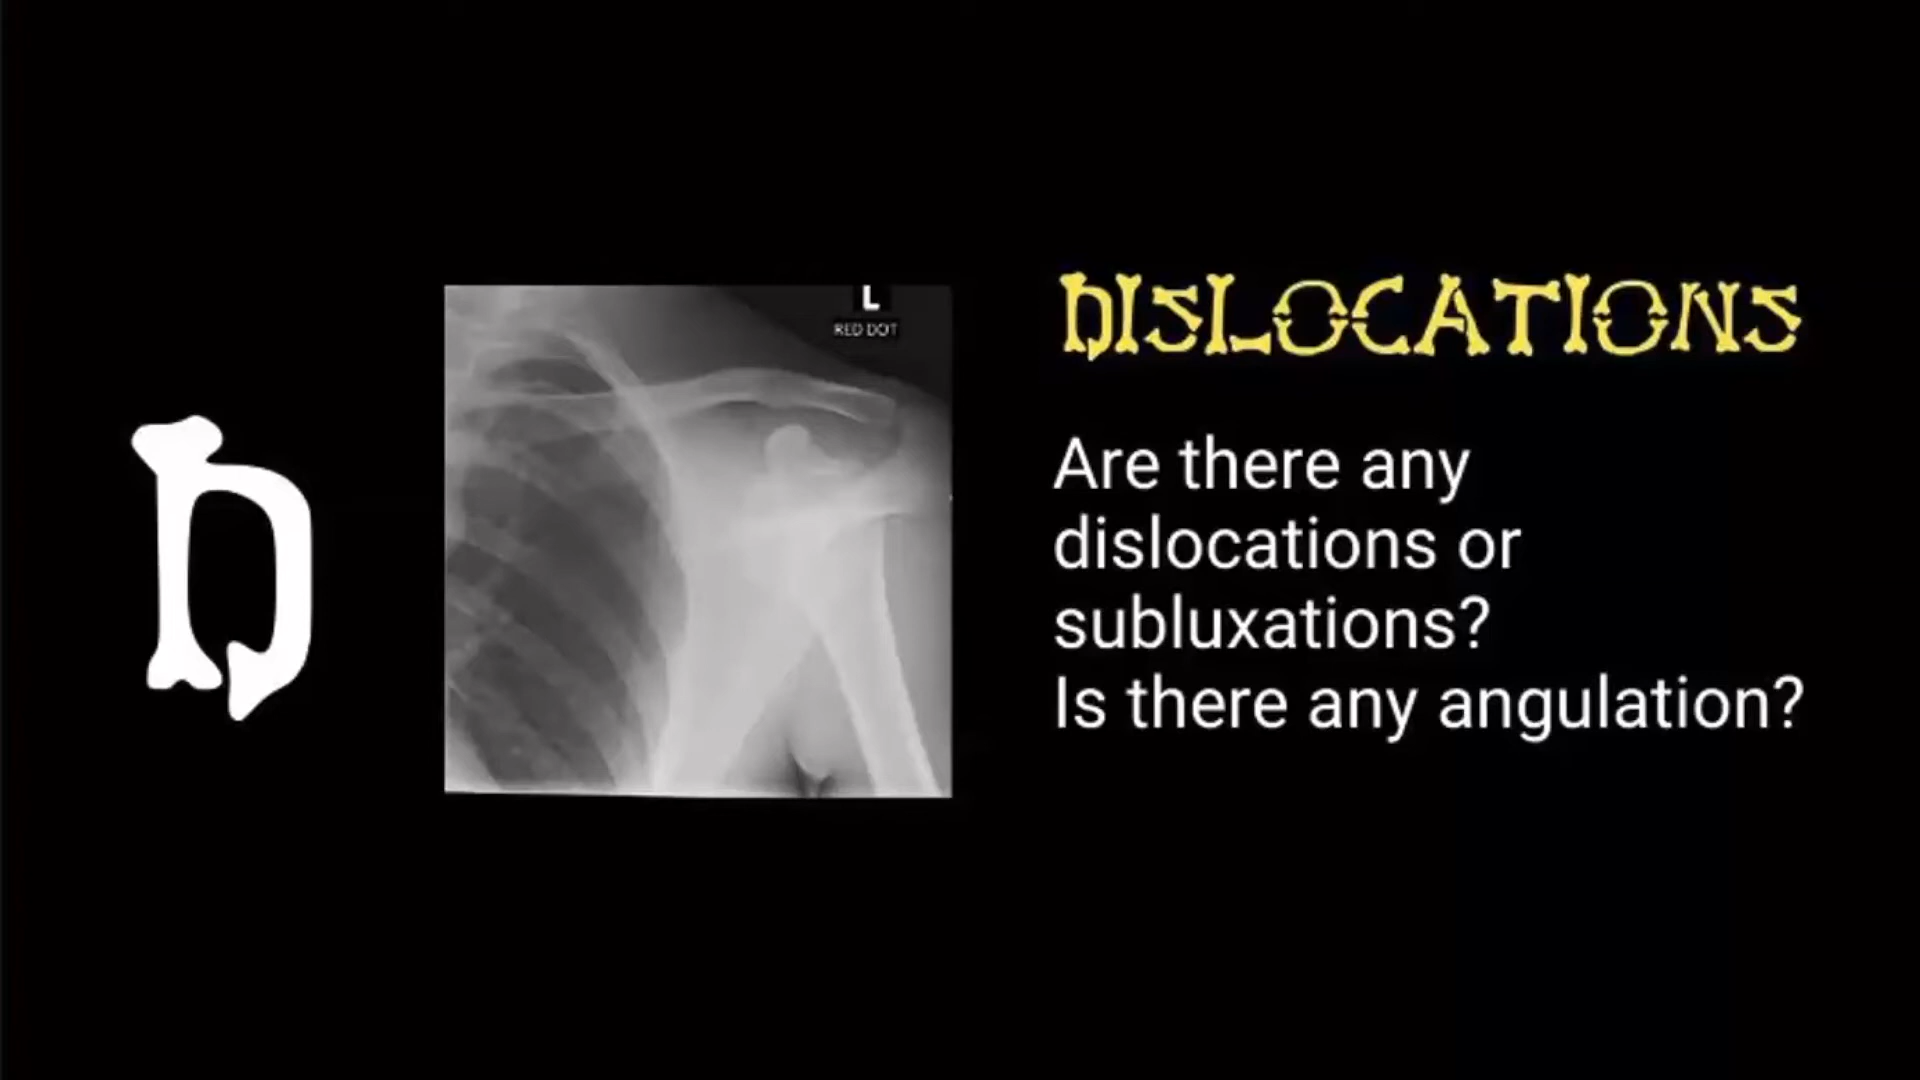 D
L
RED DOT
DISLOCATIONS
Are there any
dislocations or
subluxations?
Is there any angulation?